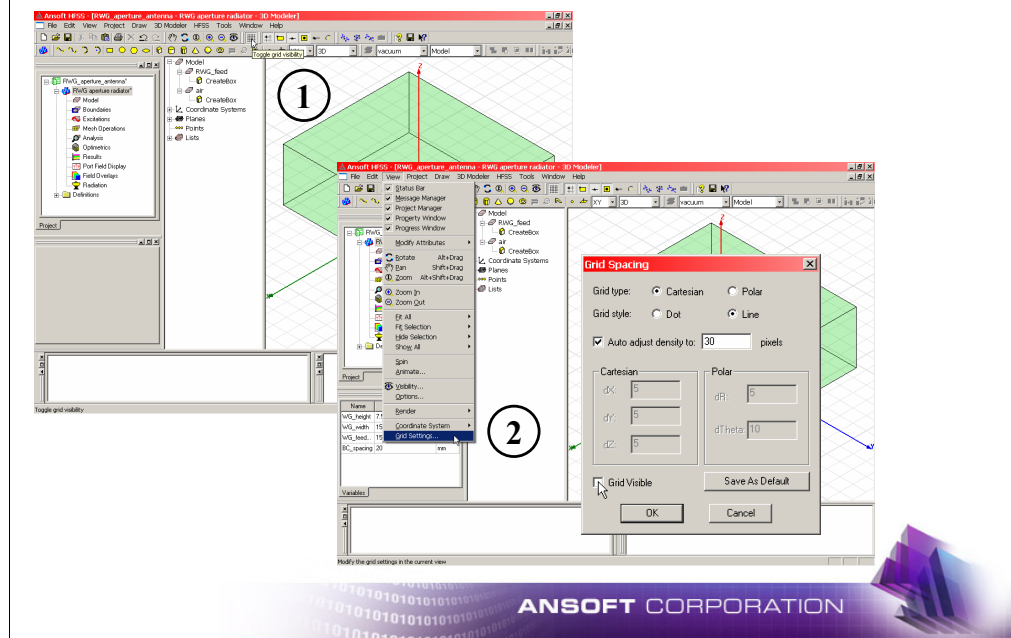 Ansoft HFSS - [RWG_aperture_antenna - RWG aperture radiator - 3D Modeler]
File Edit View Project Draw 3D Modeler HFSS Tools Window Help
3D vacuum Model
Toggle grid visibility
RWG_aperture_antenna*
RWG aperture radiator*
Model
Boundaries
Excitations
Mesh Operations
Analysis
Optimetrics
Results
Port Field Display
Field Overlays
Radiation
Definitions
Project
Model
RWG_feed
CreateBox
air
CreateBox
Coordinate Systems
Planes
Points
Lists
1
Z
Toggle grid visibility
Ansoft HFSS - [RWG_aperture_antenna - RWG aperture radiator - 3D Modeler]
File Edit View Project Draw 3D Modeler HFSS Tools Window Help
XY 3D vacuum Model
Status Bar
Message Manager
Project Manager
Property Window
Progress Window
Modify Attributes
Rotate Alt+Drag
Pan Shift+Drag
Zoom Alt+Shift+Drag
Zoom In
Zoom Out
Fit All
Fit Selection
Hide Selection
Show All
Spin
Animate...
Visibility...
Options...
Render
Coordinate System
Grid Settings...
Project
Name
WG_height 7.
WG_width 15
WG_feed... 15
BC_spacing 20 mm
Variables
Model
RWG_feed
CreateBox
air
CreateBox
Coordinate Systems
Planes
Points
Lists
2
Z
Y
Grid Spacing
Grid type: Cartesian Polar
Grid style: Dot Line
Auto adjust density to: 30 pixels
Cartesian
dX: 5
dY: 5
dZ: 5
Polar
dR: 5
dTheta: 10
Grid Visible
Save As Default
OK Cancel
Modify the grid settings in the current view
ANSOFT CORPORATION